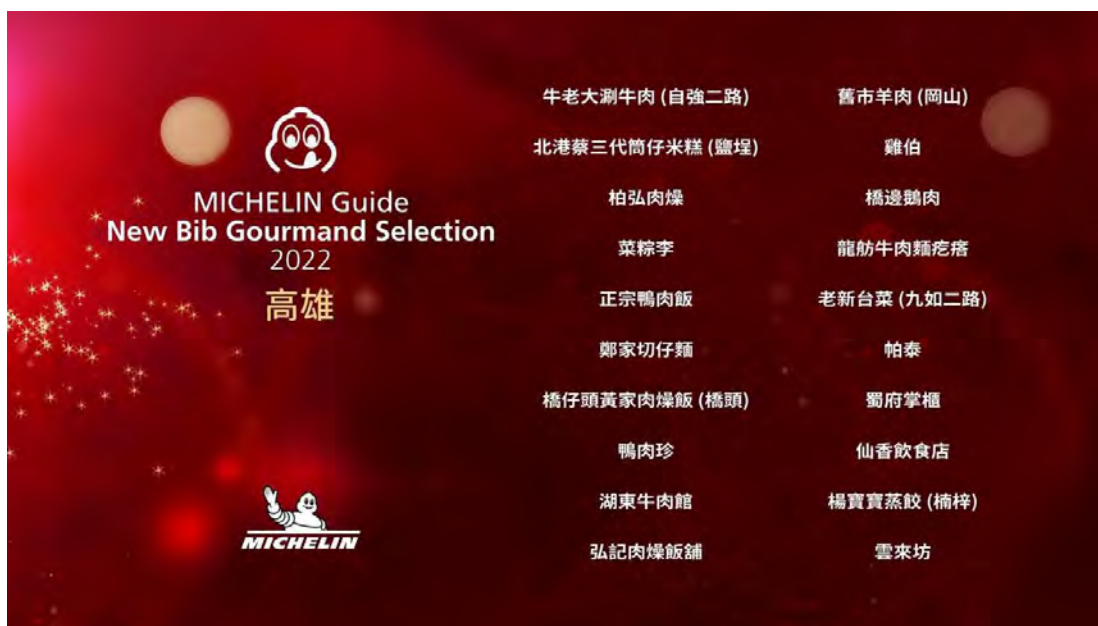 MICHELIN Guide
New Bib Gourmand Selection
2022
高雄
MICHELIN
牛老大涮牛肉 (自強二路)
北港蔡三代筒仔米糕 (鹽埕)
柏弘肉燥
菜粽李
正宗鴨肉飯
鄭家切仔麵
橋仔頭黃家肉燥飯 (橋頭)
鴨肉珍
湖東牛肉館
弘記肉燥飯舖
舊市羊肉 (岡山)
雞伯
橋邊鵝肉
龍舫牛肉麵疙瘩
老新台菜 (九如二路)
帕泰
蜀府掌櫃
仙香飲食店
楊寶寶蒸餃 (楠梓)
雲來坊